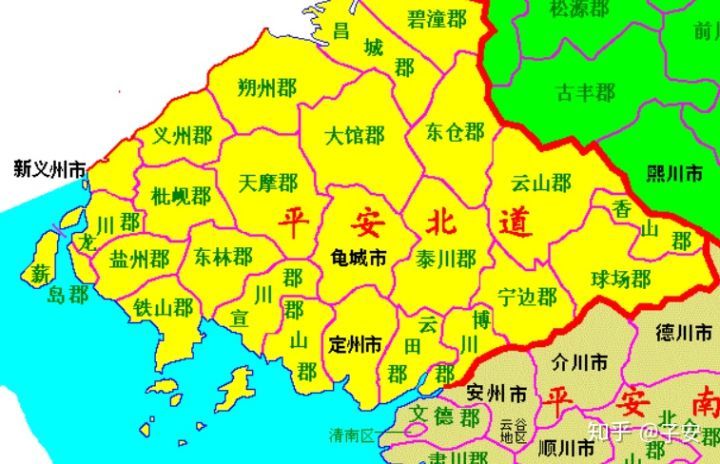 碧潼郡
昌城郡
松源郡
前川
朔州郡
古丰郡
义州郡
大馆郡
东仓郡
新义州市
熙川市
枇岘郡
天摩郡
云山郡
香山郡
平安北道
龙川郡
盐州郡
东林郡
龟城市
泰川郡
球场郡
薪岛郡
铁山郡
宣川郡
宁边郡
郭山郡
定州市
云田郡
博川郡
德川市
介川市
安州市
平安南
文德郡
云谷地区
北
郡
清南区
肃川郡
顺川市
知乎 @子安